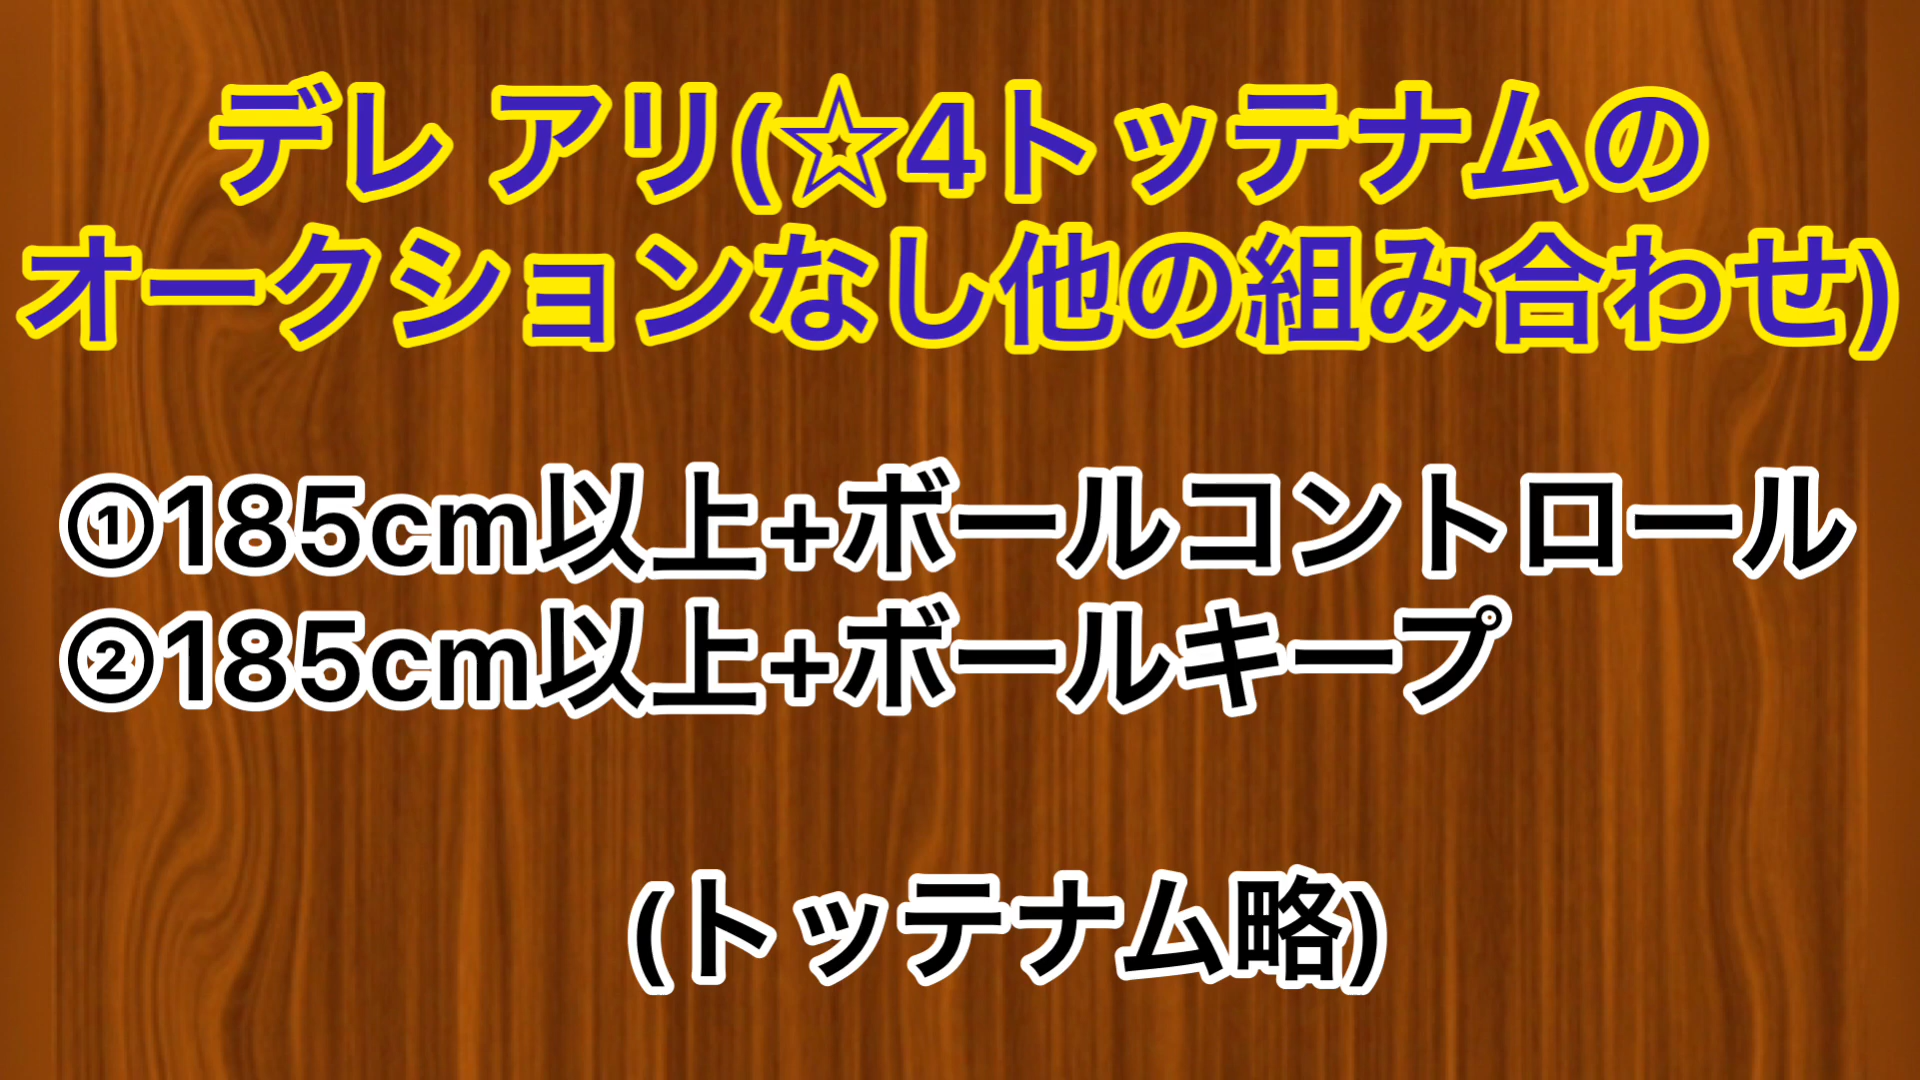 デレ アリ(☆4トッテナムの
オークションなし他の組み合わせ)
①185cm以上+ボールコントロール
②185cm以上+ボールキープ
(トッテナム略)